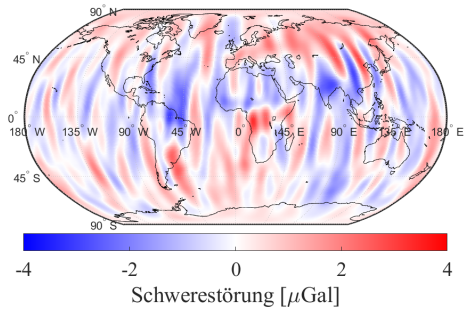 90° N
45° N
0°
180° W 135° W 90° W 45° W 0° 45° E 90° E 135° E 180° E
45° S
90° S
-4 -2 0 2 4
Schwerestörung [μGal]